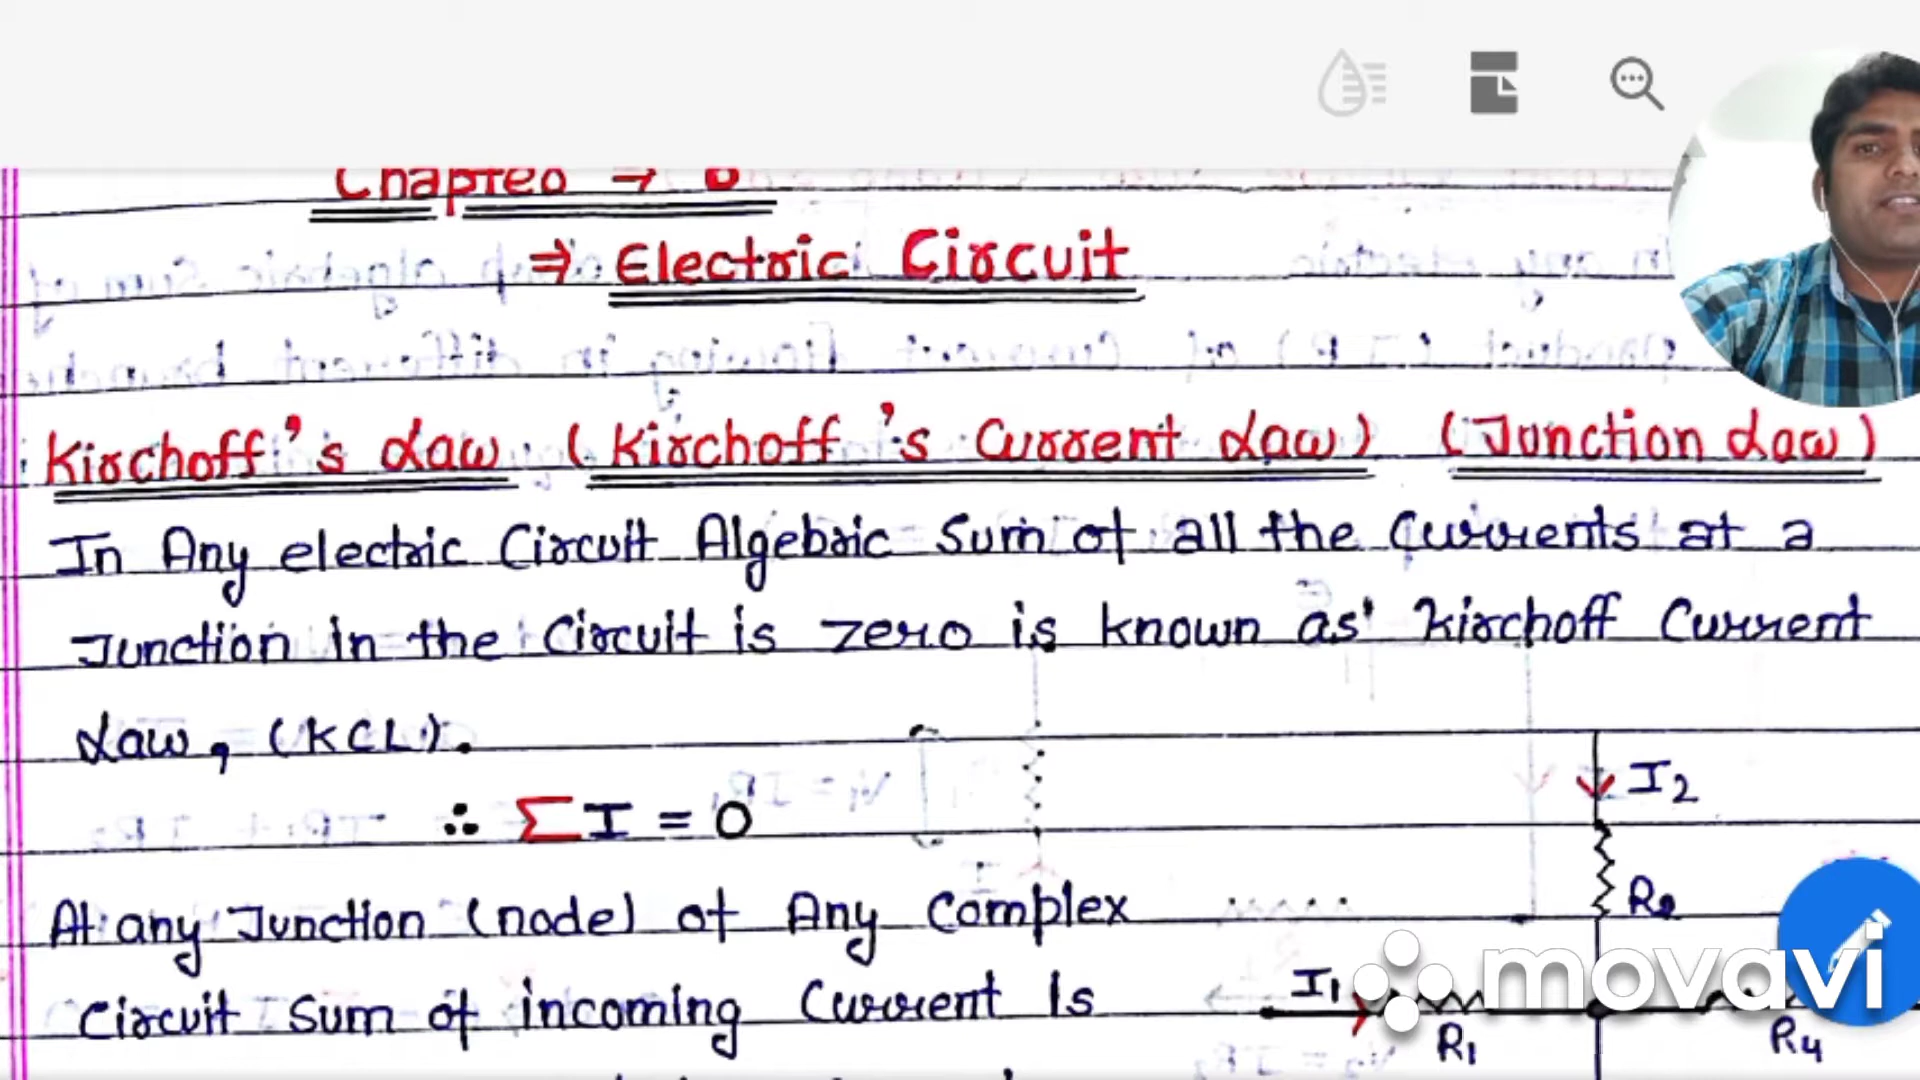 ⇒ Electric Circuit
Kirchoff's Law (Kirchoff's Current Law) (Junction Law)
In Any electric Circuit Algebraic Sum of all the Currents at a
Junction in the Circuit is zero is known as' Kirchoff Current
Law, (KCL).
∴ ΣI = 0
I2
R2
At any Junction (node) of Any Complex
Circuit Sum of incoming Current Is
I1
R1
R4
movavi